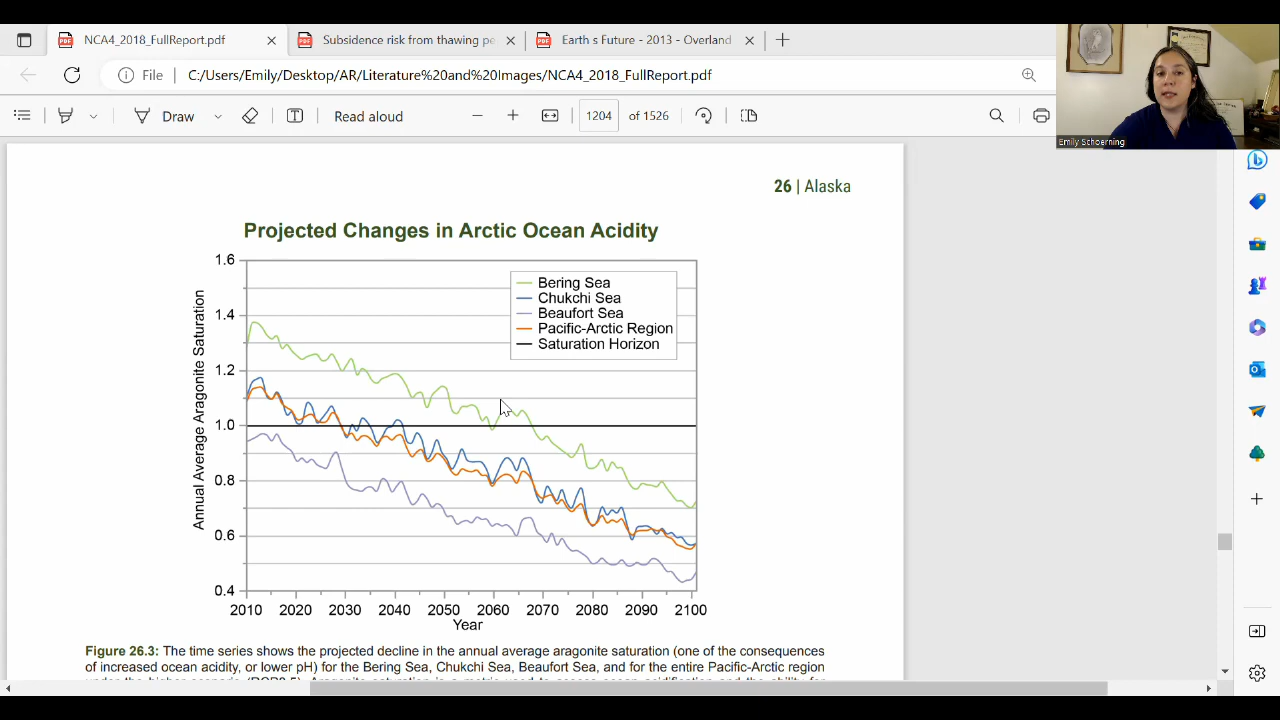 NCA4_2018_FullReport.pdf
Subsidence risk from thawing pe
Earth s Future - 2013 - Overland
File
C:/Users/Emily/Desktop/AR/Literature%20and%20Images/NCA4_2018_FullReport.pdf
Draw
Read aloud
1204 of 1526
Emily Schoerning
26 | Alaska
Projected Changes in Arctic Ocean Acidity
Annual Average Aragonite Saturation
1.6
1.4
1.2
1.0
0.8
0.6
0.4
Bering Sea
Chukchi Sea
Beaufort Sea
Pacific-Arctic Region
Saturation Horizon
2010 2020 2030 2040 2050 2060 2070 2080 2090 2100
Year
Figure 26.3: The time series shows the projected decline in the annual average aragonite saturation (one of the consequences
of increased ocean acidity, or lower pH) for the Bering Sea, Chukchi Sea, Beaufort Sea, and for the entire Pacific-Arctic region